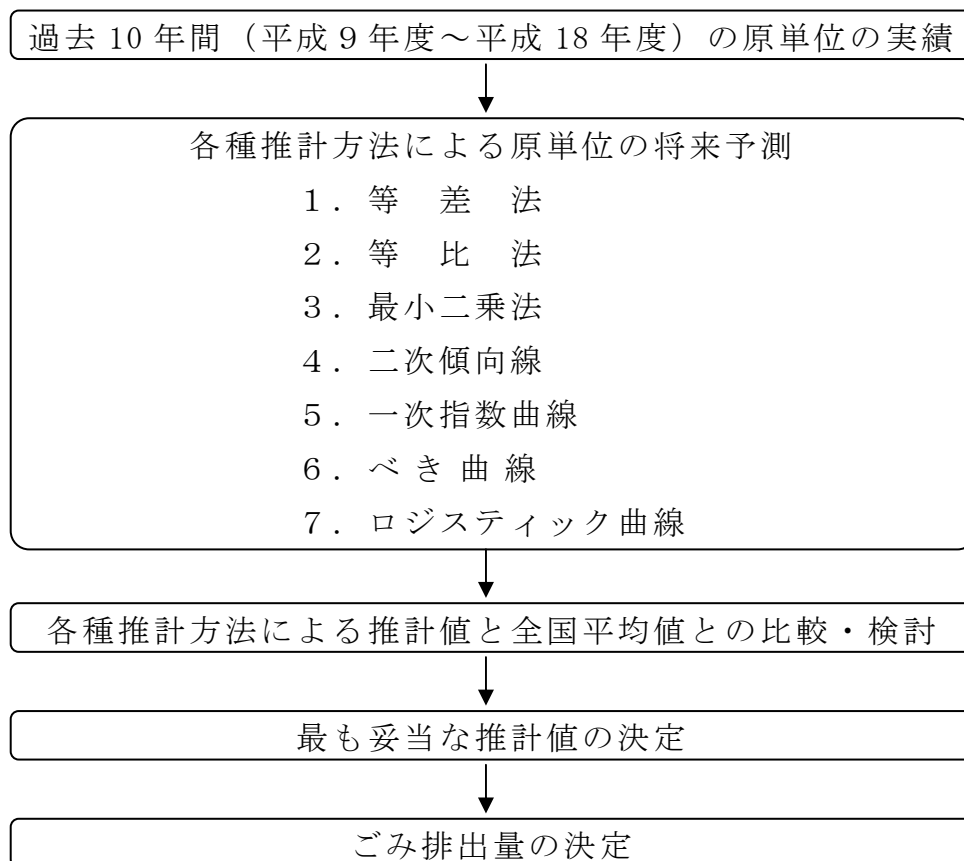 過去 10 年間（平成９年度～平成 18 年度）の原単位の実績
各種推計方法による原単位の将来予測
１．等　差　法
２．等　比　法
３．最小二乗法
４．二次傾向線
５．一次指数曲線
６．べき曲線
７．ロジスティック曲線
各種推計方法による推計値と全国平均値との比較・検討
最も妥当な推計値の決定
ごみ排出量の決定